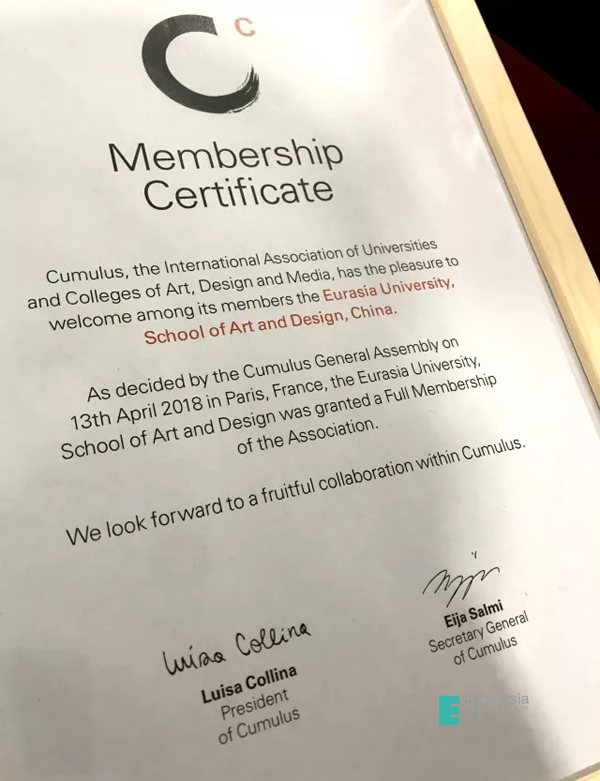 C
Membership
Certificate
Cumulus, the International Association of Universities
and Colleges of Art, Design and Media, has the pleasure to
welcome among its members the Eurasia University,
School of Art and Design, China.
As decided by the Cumulus General Assembly on
13th April 2018 in Paris, France, the Eurasia University,
School of Art and Design was granted a Full Membership
of the Association.
We look forward to a fruitful collaboration within Cumulus.
Luisa Collina
Luisa Collina
President
of Cumulus
Eija Salmi
Secretary General
of Cumulus
E